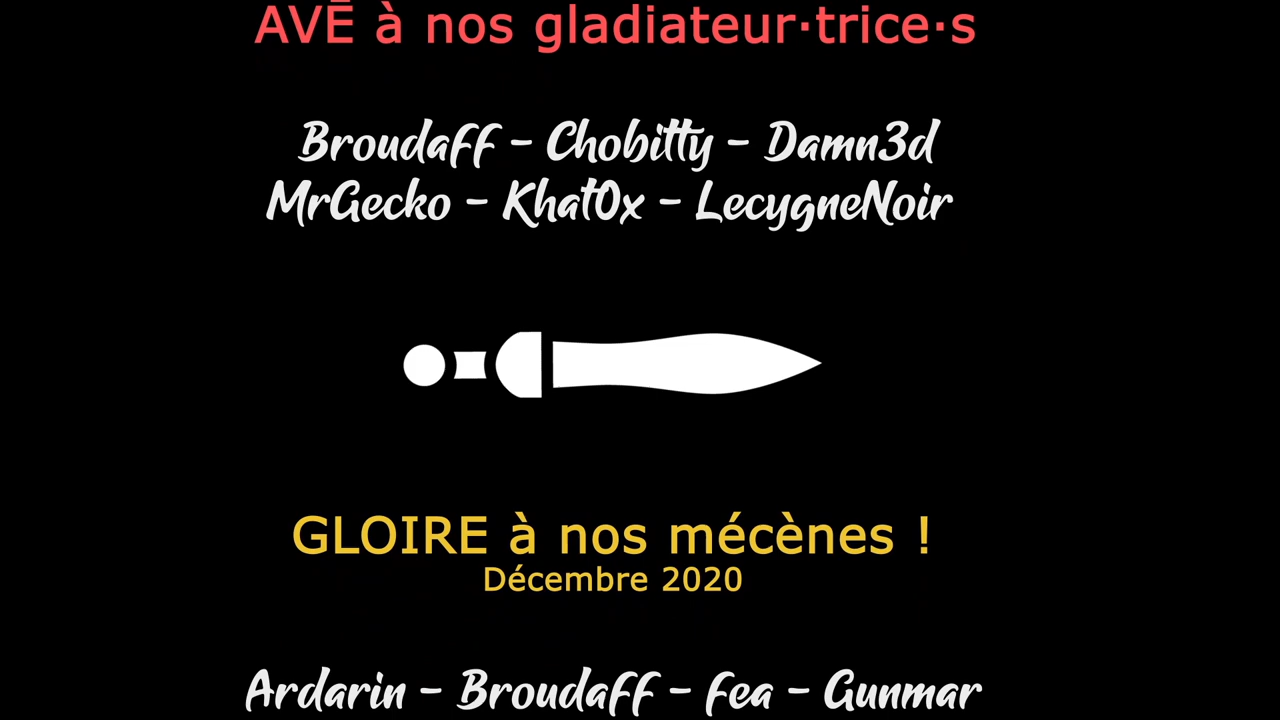 AVĒ à nos gladiateur·trice·s
Broudaff - Chobitty - Damn3d
MrGecko - Khat0x - LecygneNoir
GLOIRE à nos mécènes !
Décembre 2020
Ardarin - Broudaff - Fea - Gunmar